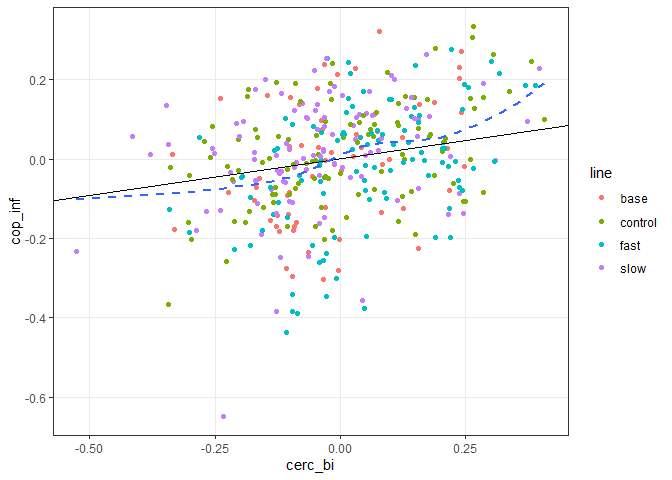 0.2
0.0
-0.2
-0.4
-0.6
cop_inf
-0.50
-0.25
0.00
0.25
cerc_bi
line
base
control
fast
slow